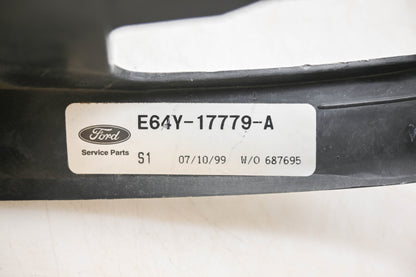 E64Y-17779-A
Ford
Service Parts
S1 07/10/99 W/O 687695